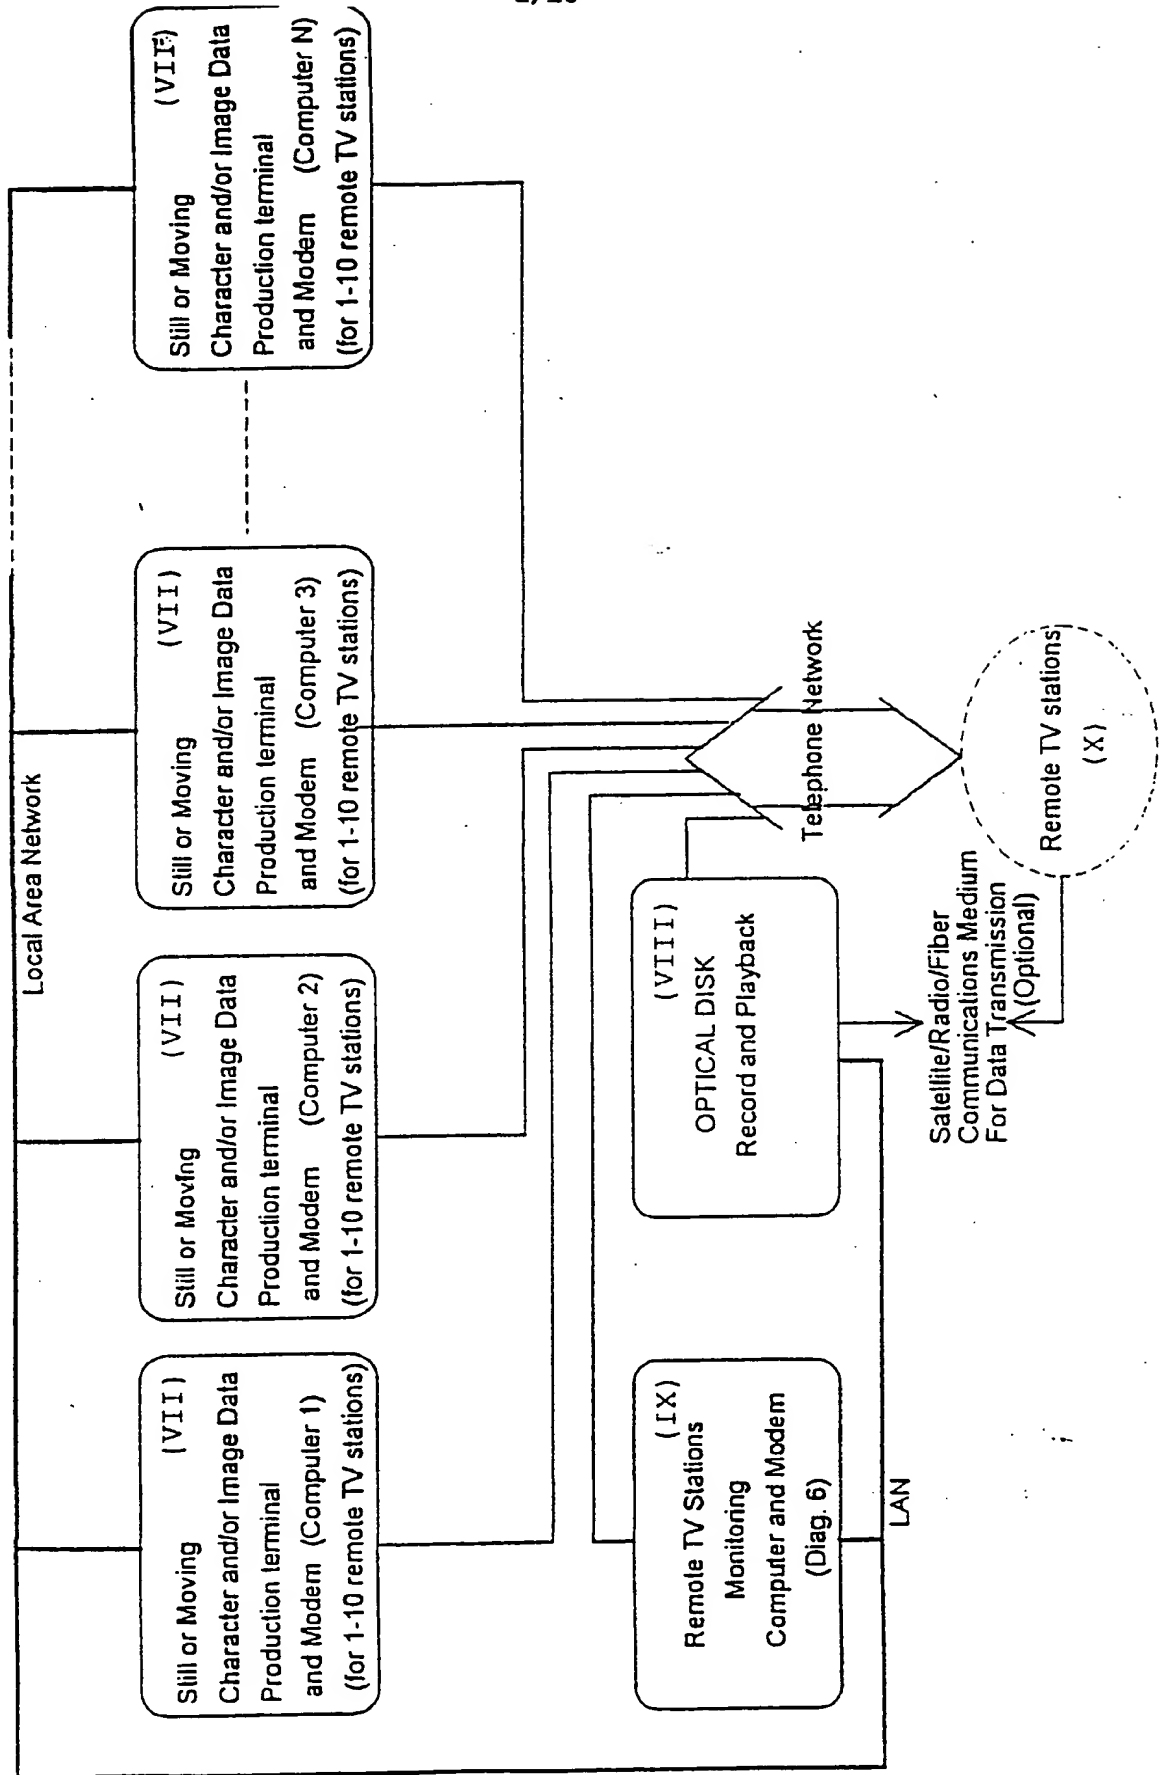 Local Area Network
(VII)
Still or Moving
Character and/or Image Data
Production terminal
and Modem (Computer 1)
(for 1-10 remote TV stations)
(VII)
Still or Moving
Character and/or Image Data
Production terminal
and Modem (Computer 2)
(for 1-10 remote TV stations)
(VII)
Still or Moving
Character and/or Image Data
Production terminal
and Modem (Computer 3)
(for 1-10 remote TV stations)
(VII)
Still or Moving
Character and/or Image Data
Production terminal
and Modem (Computer N)
(for 1-10 remote TV stations)
(IX)
Remote TV Stations
Monitoring
Computer and Modem
(Diag. 6)
LAN
(VIII)
OPTICAL DISK
Record and Playback
Telephone Network
Satellite/Radio/Fiber
Communications Medium
For Data Transmission
(Optional)
Remote TV stations
(X)